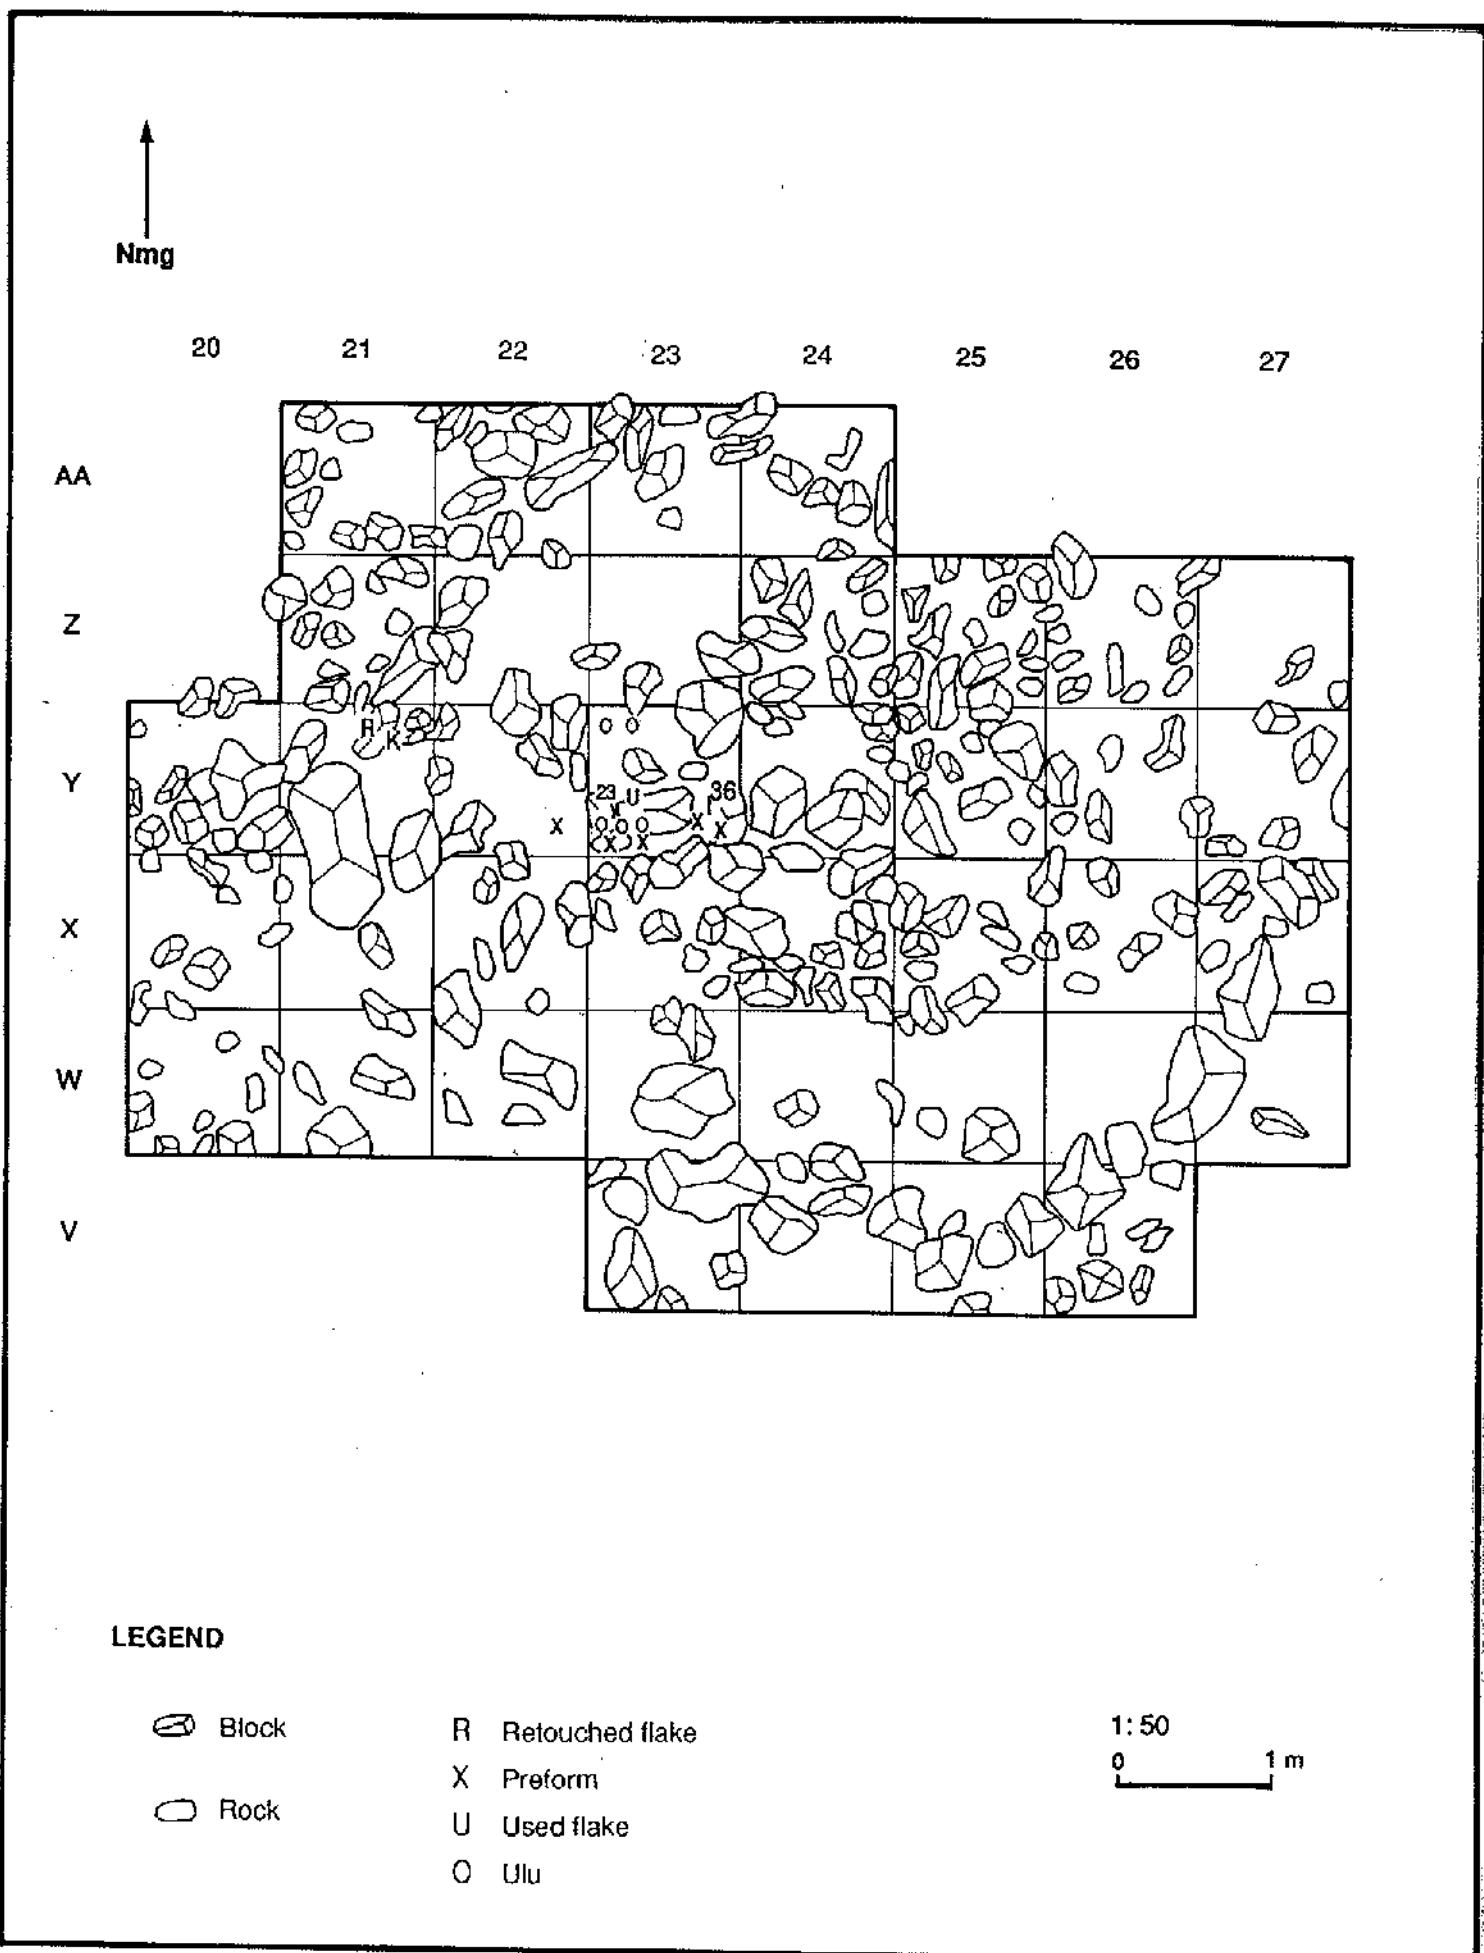 Nmg
20 21 22 23 24 25 26 27
AA
Z
R
K
O O
Y
23 U 36
X
X O O O X X
X X
X
W
V
LEGEND
Block
Rock
R Retouched flake
X Preform
U Used flake
O Ulu
1:50
0 1 m